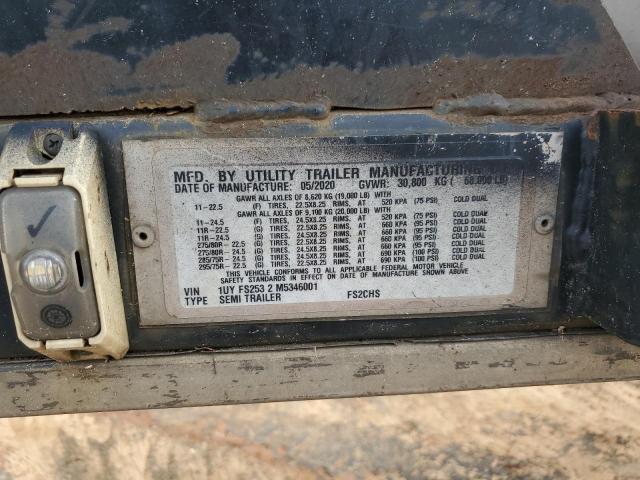 MFD. BY UTILITY TRAILER MANUFACTURING
DATE OF MANUFACTURE: 05/2020 GVWR: 30,800 KG ( 68,000 LB)
GAWR ALL AXLES OF 8,620 KG (19,000 LB) WITH
11-22.5 (F) TIRES, 22.5X8.25 RIMS, AT 520 KPA (75 PSI) COLD DUAL
GAWR ALL AXLES OF 9,100 KG (20,000 LB) WITH
11-24.5 (F) TIRES, 24.5X8.25 RIMS, AT 520 KPA (75 PSI) COLD DUAL
11R-22.5 (G) TIRES, 22.5X8.25 RIMS, AT 660 KPA (95 PSI) COLD DUAL
11R-24.5 (G) TIRES, 24.5X8.25 RIMS, AT 660 KPA (95 PSI) COLD DUAL
275/80R-22.5 (G) TIRES, 22.5X8.25 RIMS, AT 660 KPA (95 PSI) COLD DUAL
275/80R-24.5 (G) TIRES, 24.5X8.25 RIMS, AT 660 KPA (95 PSI) COLD DUAL
285/75R-24.5 (G) TIRES, 24.5X8.25 RIMS, AT 660 KPA (95 PSI) COLD DUAL
295/75R-22.5 (G) TIRES, 22.5X8.25 RIMS, AT 690 KPA (100 PSI) COLD DUAL
THIS VEHICLE CONFORMS TO ALL APPLICABLE FEDERAL MOTOR VEHICLE
SAFETY STANDARDS IN EFFECT ON DATE OF MANUFACTURE SHOWN ABOVE
VIN 1UY FS253 2 M5346001
TYPE SEMI TRAILER FS2CHS